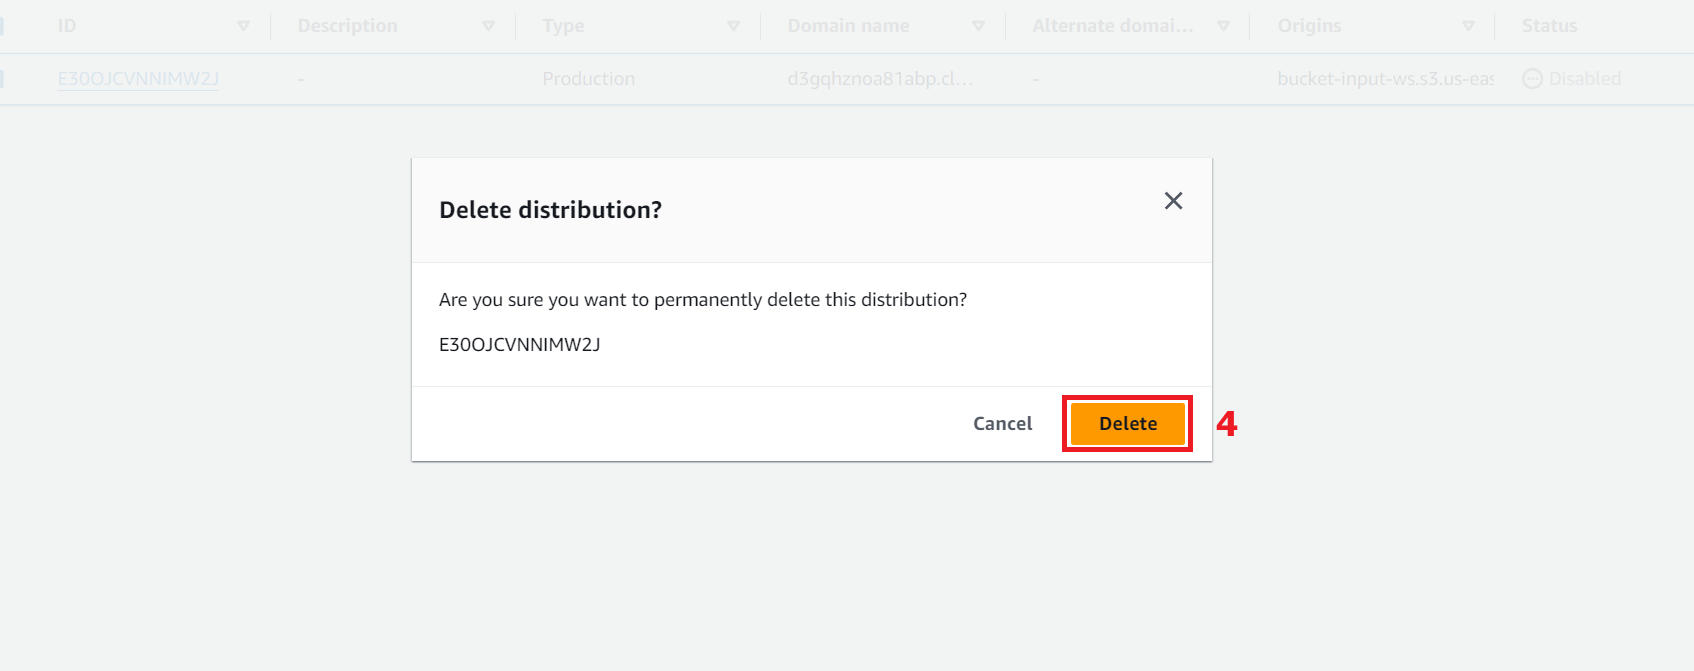 ID Description Type Domain name Alternate domai... Origins Status
E30OJCVNNIMW2J - Production d3gqhznoa81abp.cl... - bucket-input-ws.s3.us-eas Disabled
Delete distribution?
Are you sure you want to permanently delete this distribution?
E30OJCVNNIMW2J
Cancel Delete 4